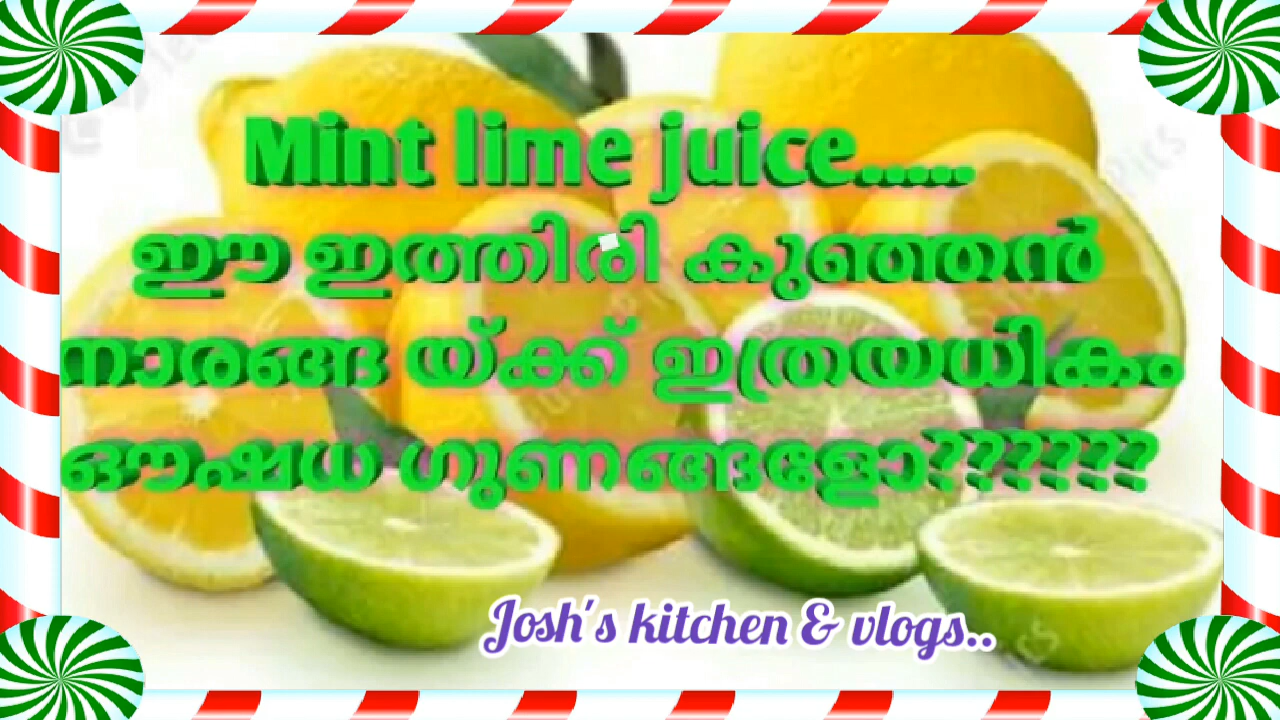 Mint lime juice......
ഈ ഇത്തിരി കുഞ്ഞൻ
നാരങ്ങ യ്ക്ക് ഇത്രയധികം
ഔഷധ ഗുണങ്ങളോ??????
Josh's kitchen & vlogs..